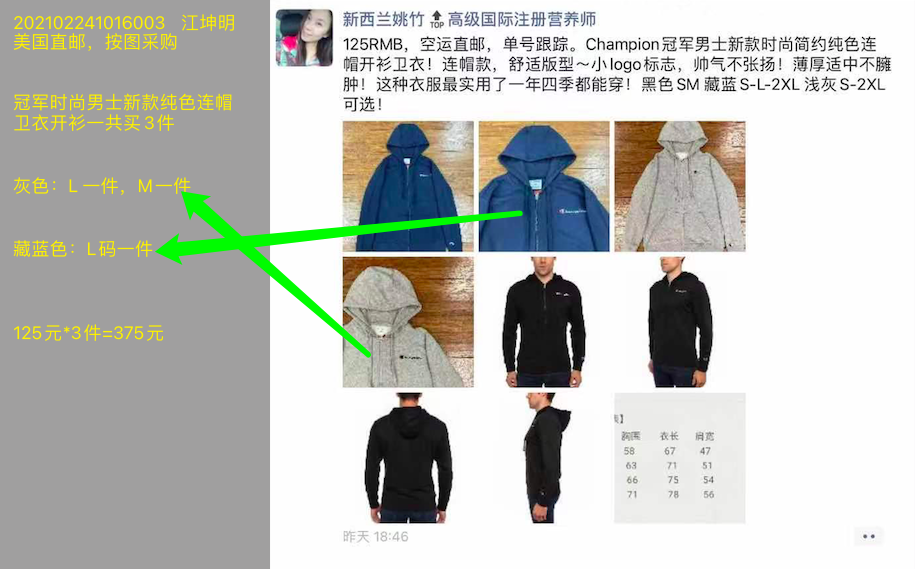 202102241016003 江坤明
美国直邮，按图采购
冠军时尚男士新款纯色连帽
卫衣开衫一共买3件
灰色：L一件，M一件
藏蓝色：L码一件
125元*3件=375元
新西兰姚竹 TOP 高级国际注册营养师
125RMB，空运直邮，单号跟踪。Champion冠军男士新款时尚简约纯色连
帽开衫卫衣！连帽款，舒适版型～小logo标志，帅气不张扬！薄厚适中不臃
肿！这种衣服最实用了一年四季都能穿！黑色 SM 藏蓝 S-L-2XL 浅灰 S-2XL
可选！
】
胸围 衣长 肩宽
58 67 47
63 71 51
66 75 54
71 78 56
昨天 18:46